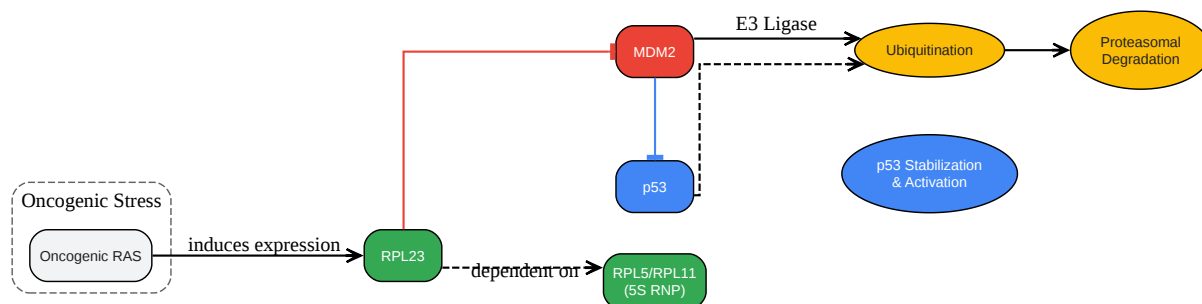 E3 Ligase
MDM2
Ubiquitination
Proteasomal
Degradation
p53
p53 Stabilization
& Activation
Oncogenic Stress
Oncogenic RAS
induces expression
RPL23
dependent on
RPL5/RPL11
(5S RNP)